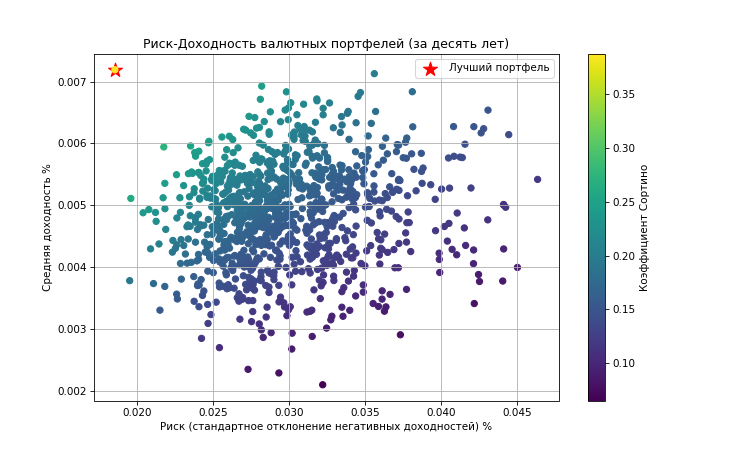 Риск-Доходность валютных портфелей (за десять лет)
Лучший портфель
0.007
0.006
0.005
0.004
0.003
0.002
Средняя доходность %
0.020 0.025 0.030 0.035 0.040 0.045
Риск (стандартное отклонение негативных доходностей) %
0.35
0.30
0.25
0.20
0.15
0.10
Коэффициент Сортино